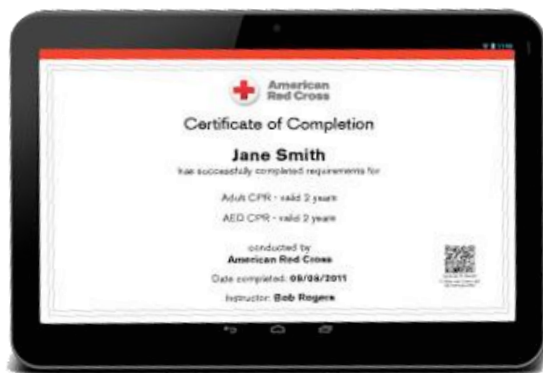 American
Red Cross
Certificate of Completion
Jane Smith
has successfully completed requirements for
Adult CPR - valid 2 years
AED CPR - valid 2 years
conducted by
American Red Cross
Date completed: 09/08/2011
Instructor: Bob Rogers